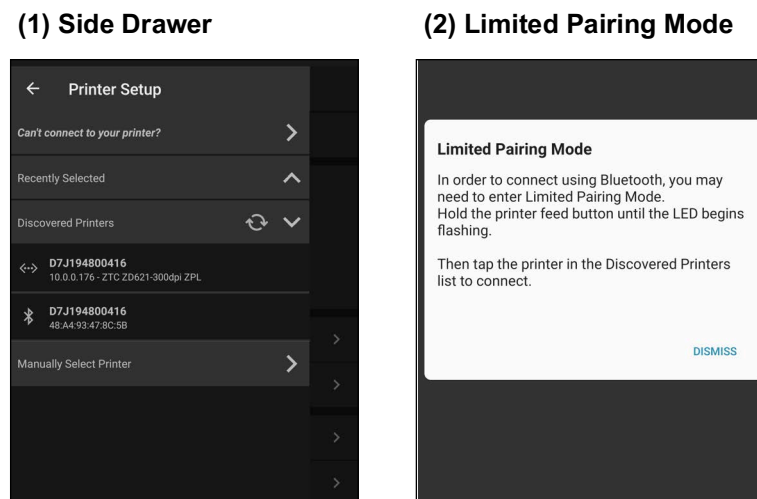 (1) Side Drawer
Printer Setup
Can't connect to your printer?
Recently Selected
Discovered Printers
D7J194800416
10.0.0.176 - ZTC ZD621-300dpi ZPL
D7J194800416
48:A4:93:47:8C:5B
Manually Select Printer
(2) Limited Pairing Mode
Limited Pairing Mode
In order to connect using Bluetooth, you may
need to enter Limited Pairing Mode.
Hold the printer feed button until the LED begins
flashing.
Then tap the printer in the Discovered Printers
list to connect.
DISMISS